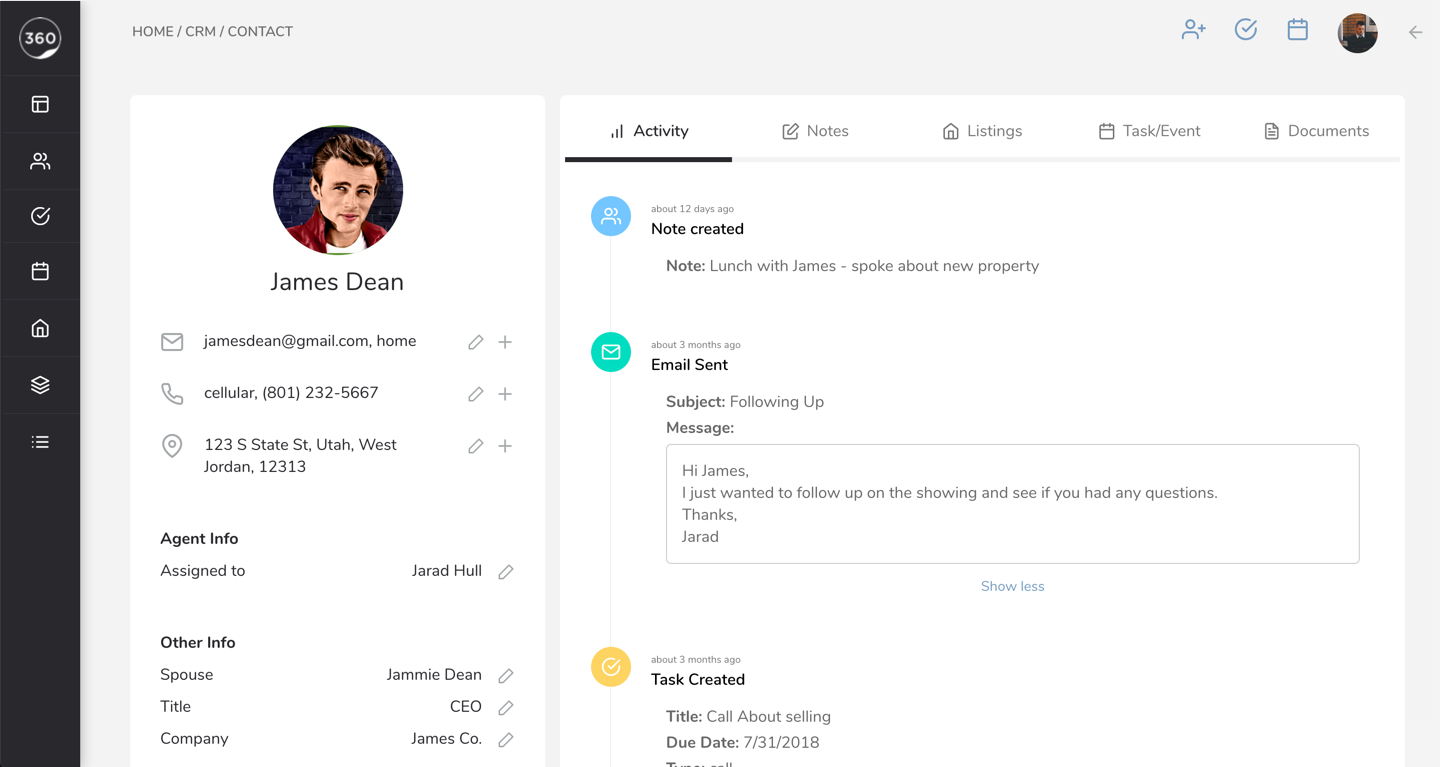 360
HOME / CRM / CONTACT
James Dean
jamesdean@gmail.com, home
cellular, (801) 232-5667
123 S State St, Utah, West
Jordan, 12313
Agent Info
Assigned to Jarad Hull
Other Info
Spouse Jammie Dean
Title CEO
Company James Co.
Activity Notes Listings Task/Event Documents
about 12 days ago
Note created
Note: Lunch with James - spoke about new property
about 3 months ago
Email Sent
Subject: Following Up
Message:
Hi James,
I just wanted to follow up on the showing and see if you had any questions.
Thanks,
Jarad
Show less
about 3 months ago
Task Created
Title: Call About selling
Due Date: 7/31/2018
Type: call